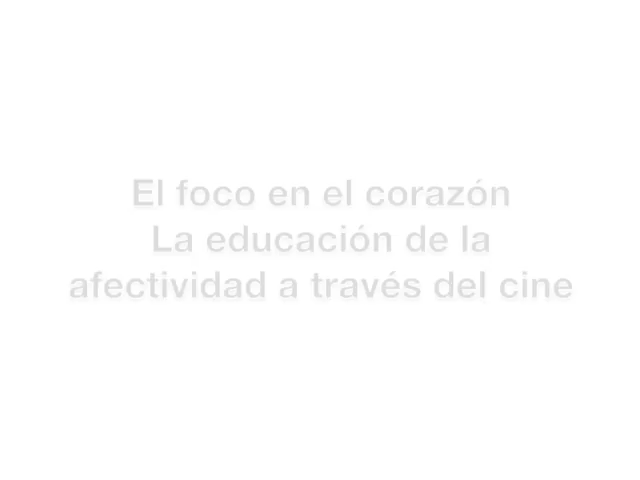 El foco en el corazón
La educación de la
afectividad a través del cine